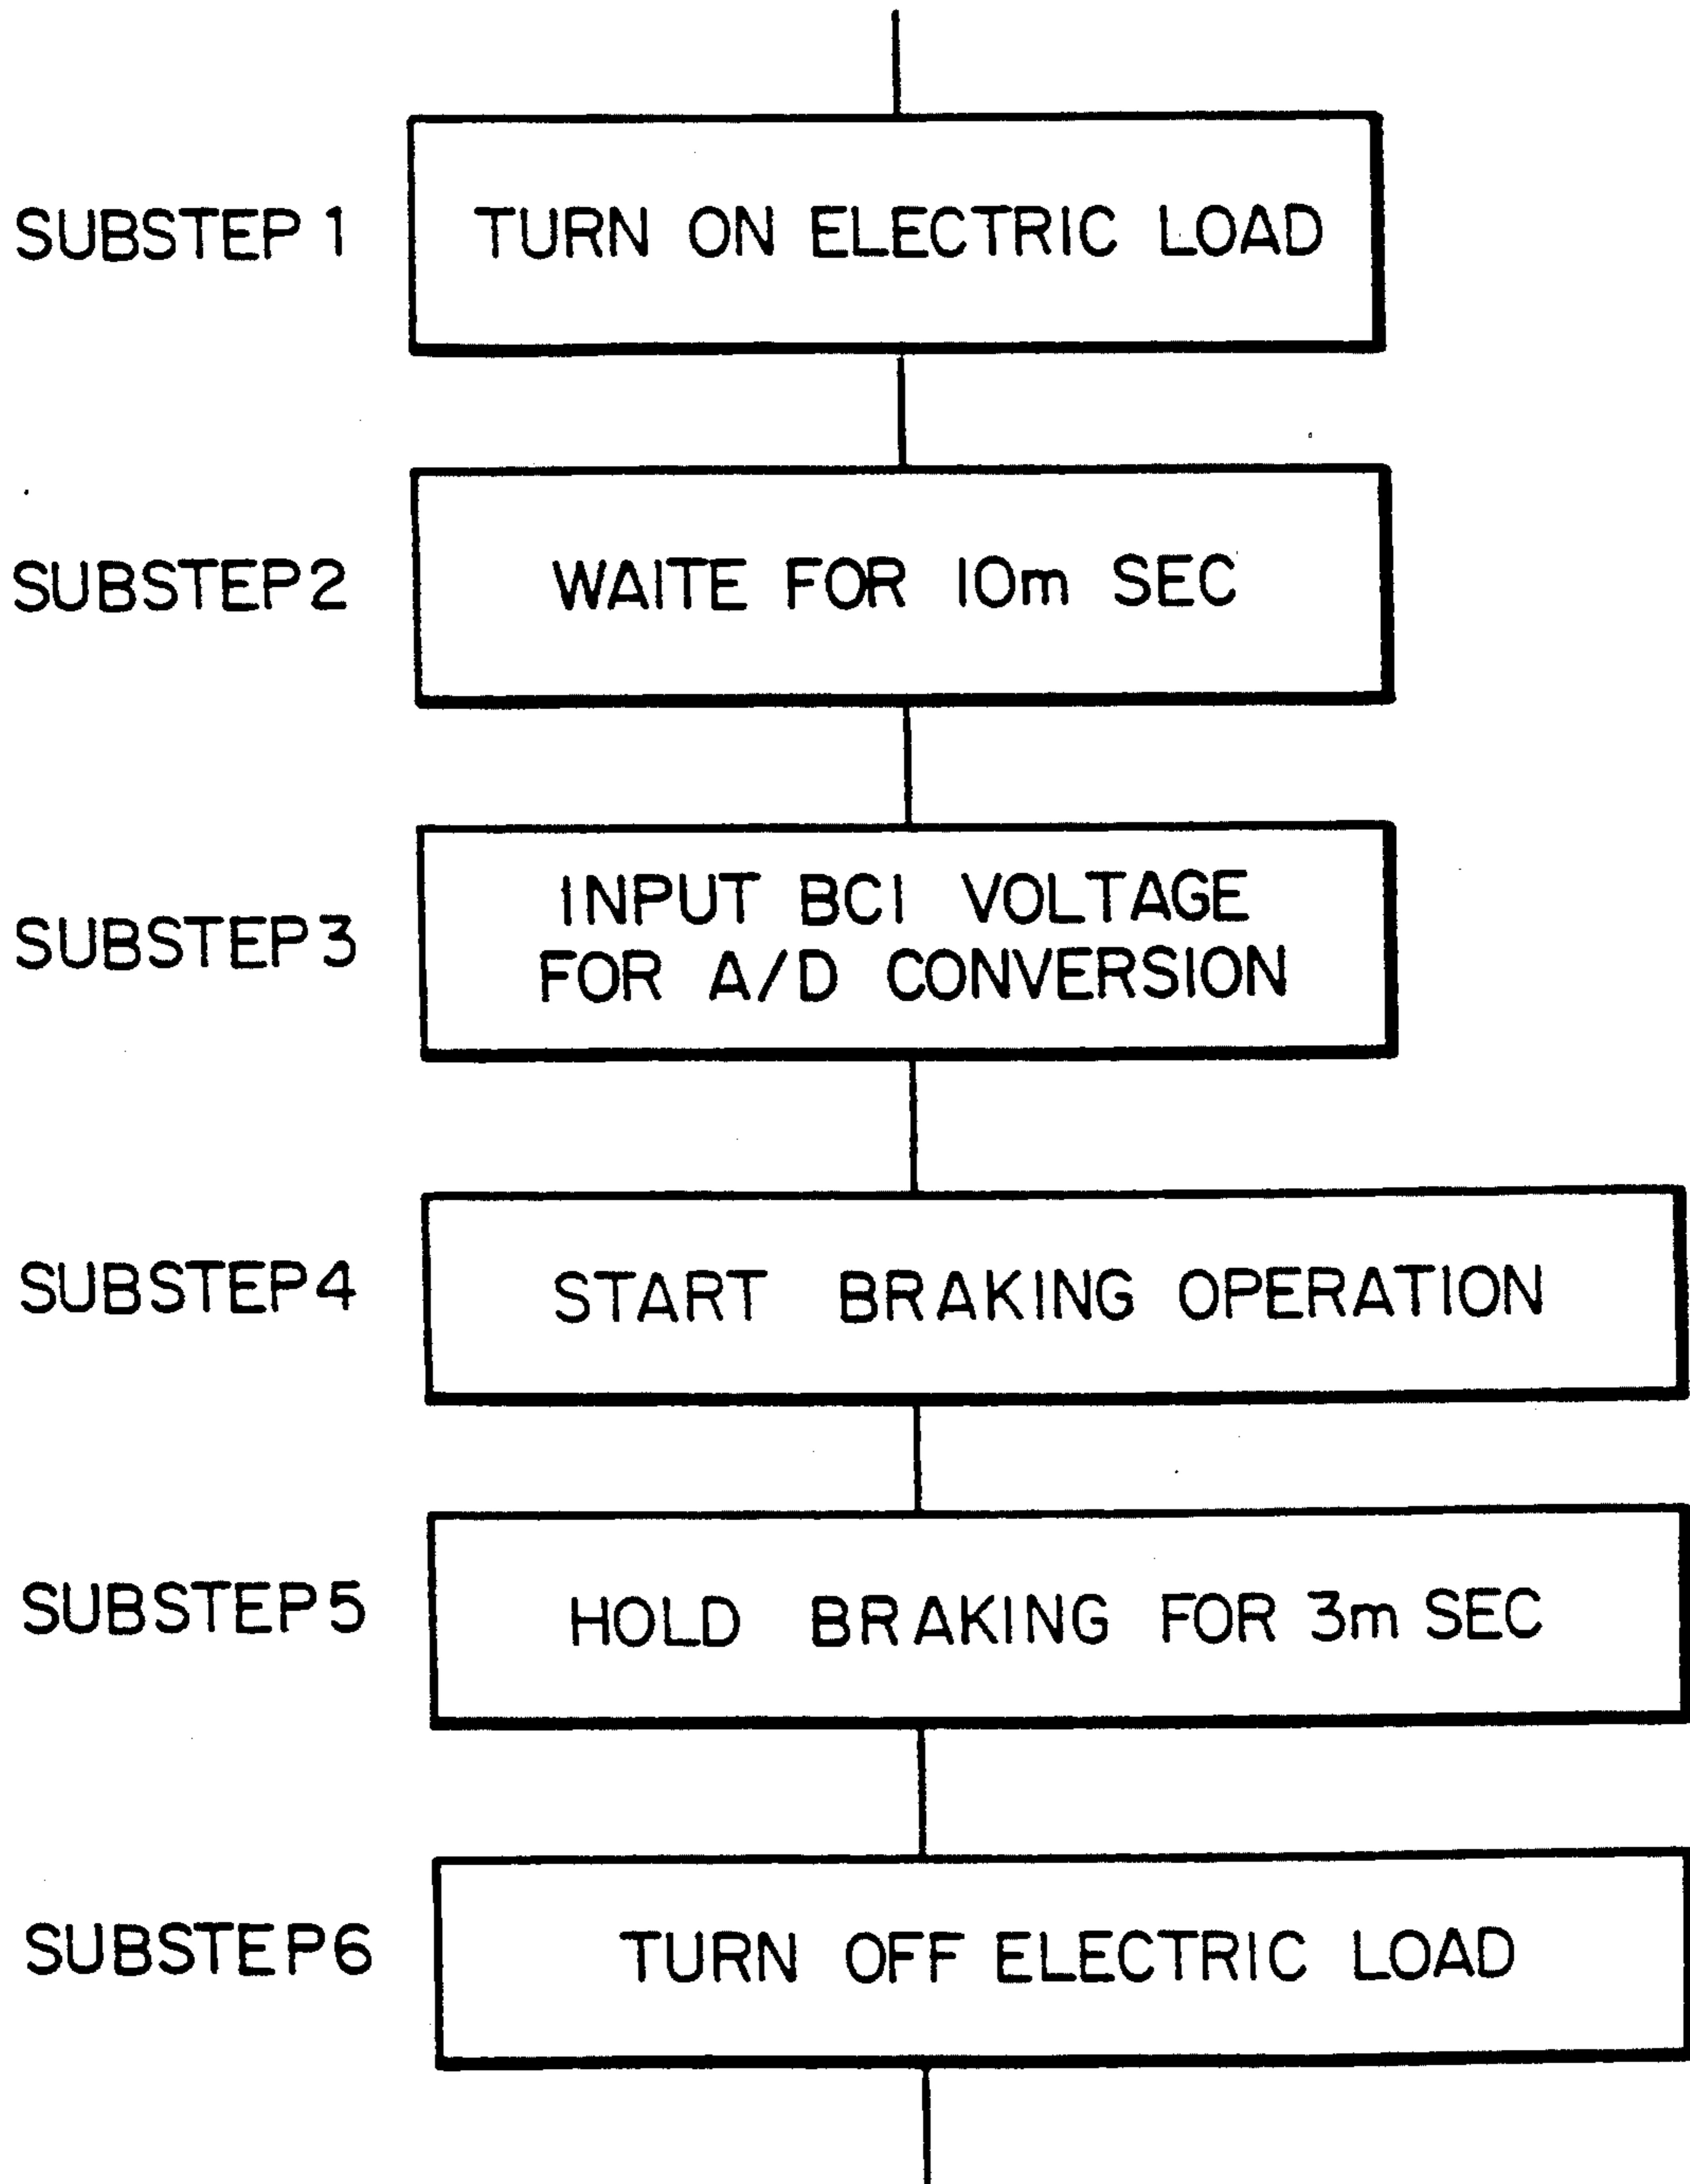 SUBSTEP 1
TURN ON ELECTRIC LOAD
SUBSTEP2
WAITE FOR 10m SEC
SUBSTEP3
INPUT BC1 VOLTAGE
FOR A/D CONVERSION
SUBSTEP4
START BRAKING OPERATION
SUBSTEP5
HOLD BRAKING FOR 3m SEC
SUBSTEP6
TURN OFF ELECTRIC LOAD